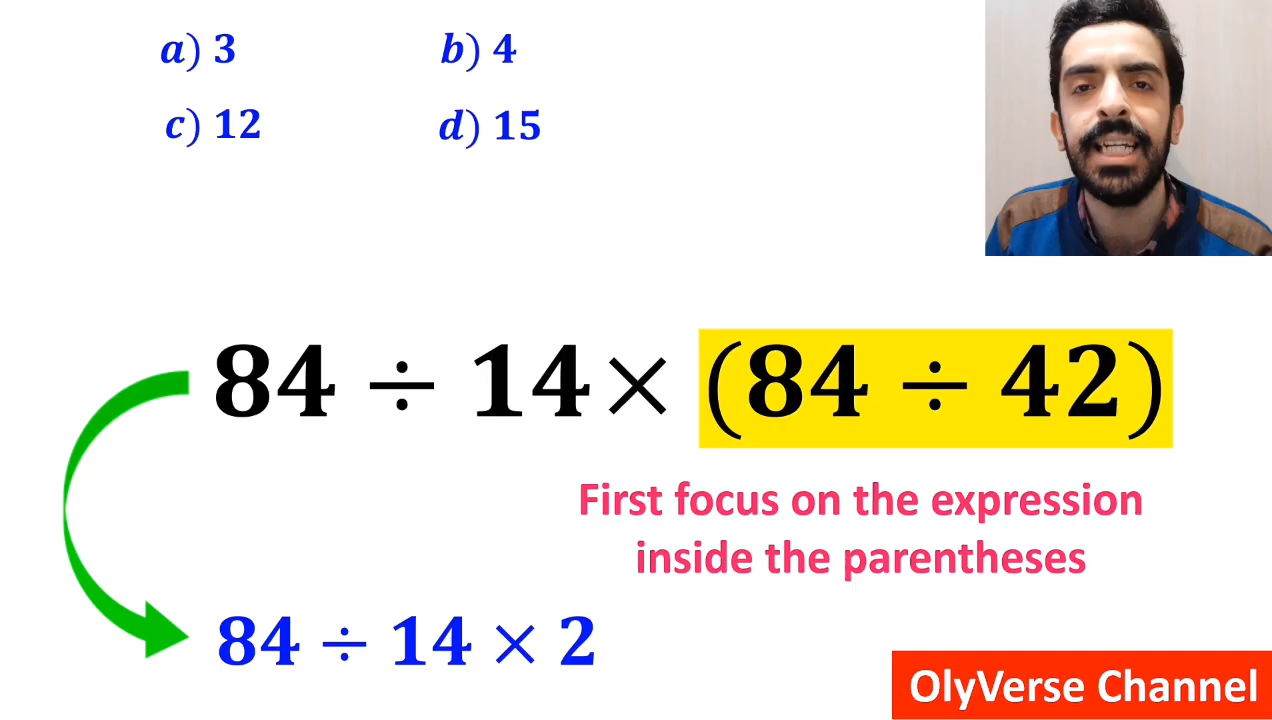 a) 3 b) 4
c) 12 d) 15
84 ÷ 14 × (84 ÷ 42)
First focus on the expression
inside the parentheses
84 ÷ 14 × 2
OlyVerse Channel